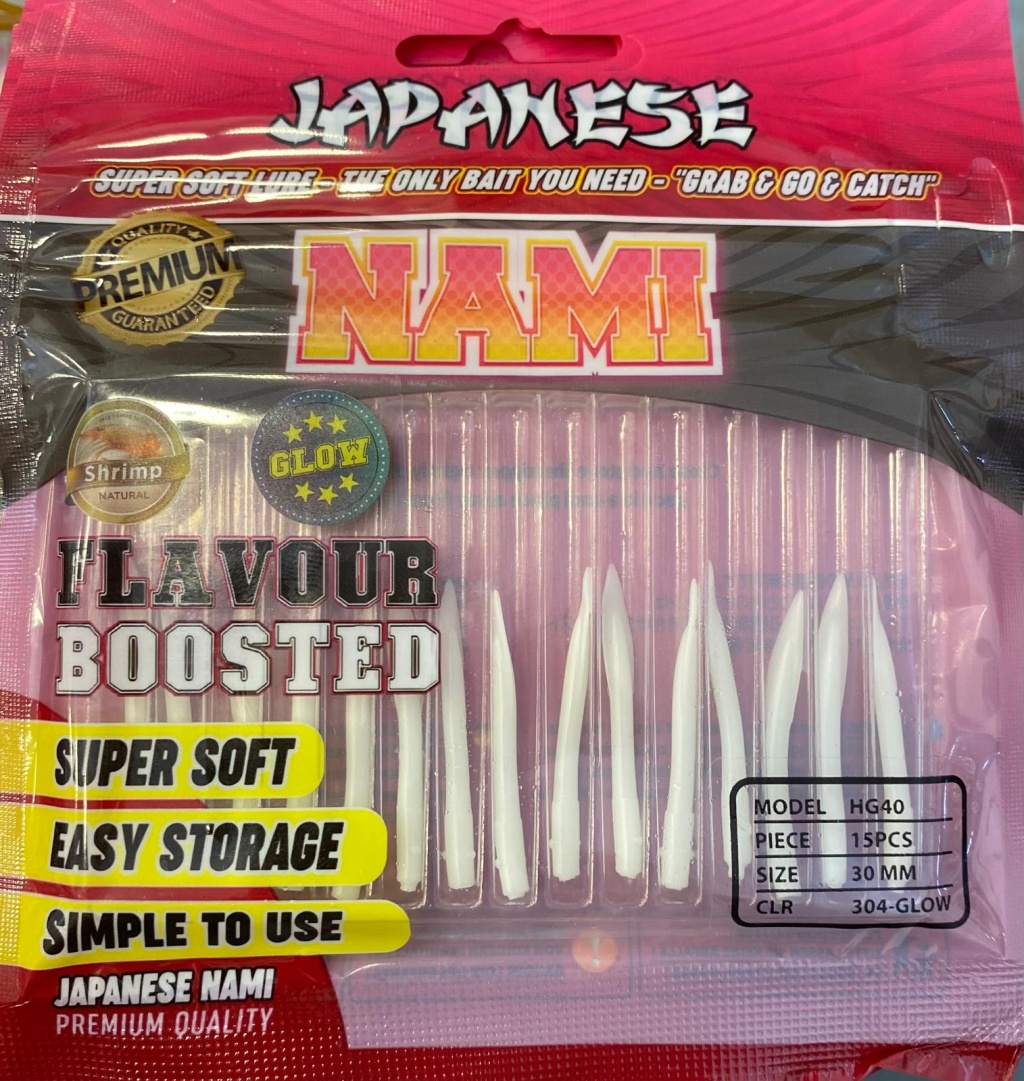 JAPANESE
SUPER SOFT LURE - THE ONLY BAIT YOU NEED - "GRAB & GO & CATCH"
QUALITY
PREMIUM
GUARANTEED
NAMI
Shrimp
NATURAL
GLOW
FLAVOUR
BOOSTED
SUPER SOFT
EASY STORAGE
SIMPLE TO USE
JAPANESE NAMI
PREMIUM QUALITY
MODEL HG40
PIECE 15PCS
SIZE 30 MM
CLR 304-GLOW